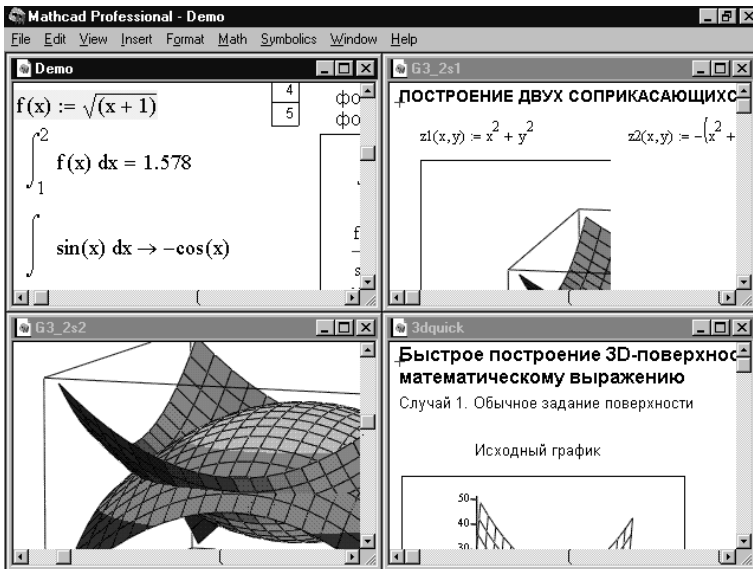 Mathcad Professional - Demo
File Edit View Insert Format Math Symbolics Window Help
Demo
f(x) := √(x + 1)
4
5
фо
фо
∫₁² f(x) dx = 1.578
∫ sin(x) dx → -cos(x)
f
s
G3_2s1
ПОСТРОЕНИЕ ДВУХ СОПРИКАСАЮЩИХС
z1(x,y) := x² + y²
z2(x,y) := -(x² +
G3_2s2
3dquick
Быстрое построение 3D-поверхнос
математическому выражению
Случай 1. Обычное задание поверхности
Исходный график
50
40
30